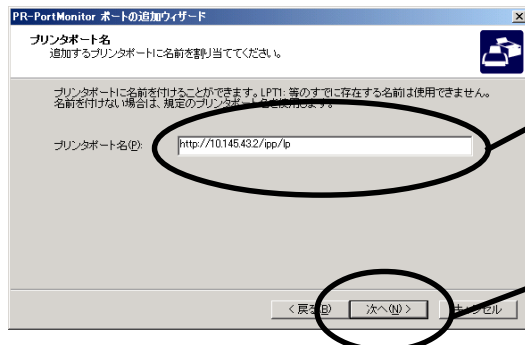 PR-PortMonitor ポートの追加ウィザード
プリンタポート名
追加するプリンタポートに名前を割り当ててください。
プリンタポートに名前を付けることができます。LPT1: 等のすでに存在する名前は使用できません。
名前を付けない場合は、規定のプリンタポート名を使用します。
プリンタポート名(P):
http://10.145.43.2/ipp/lp
< 戻る(B)
次へ(N) >
キャンセル